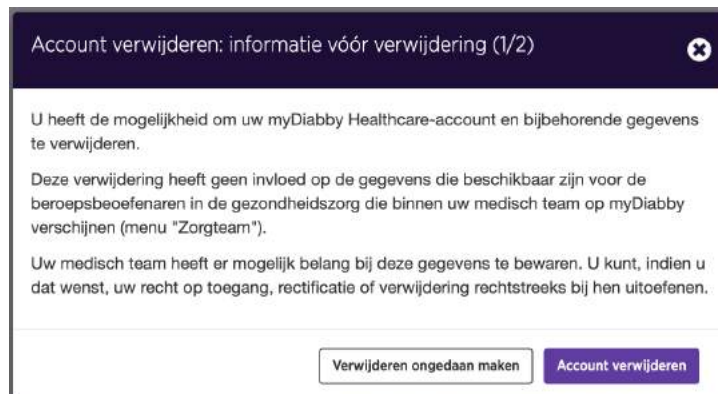 Account verwijderen: informatie vóór verwijdering (1/2)
U heeft de mogelijkheid om uw myDiabby Healthcare-account en bijbehorende gegevens
te verwijderen.
Deze verwijdering heeft geen invloed op de gegevens die beschikbaar zijn voor de
beroepsbeoefenaren in de gezondheidszorg die binnen uw medisch team op myDiabby
verschijnen (menu "Zorgteam").
Uw medisch team heeft er mogelijk belang bij deze gegevens te bewaren. U kunt, indien u
dat wenst, uw recht op toegang, rectificatie of verwijdering rechtstreeks bij hen uitoefenen.
Verwijderen ongedaan maken
Account verwijderen